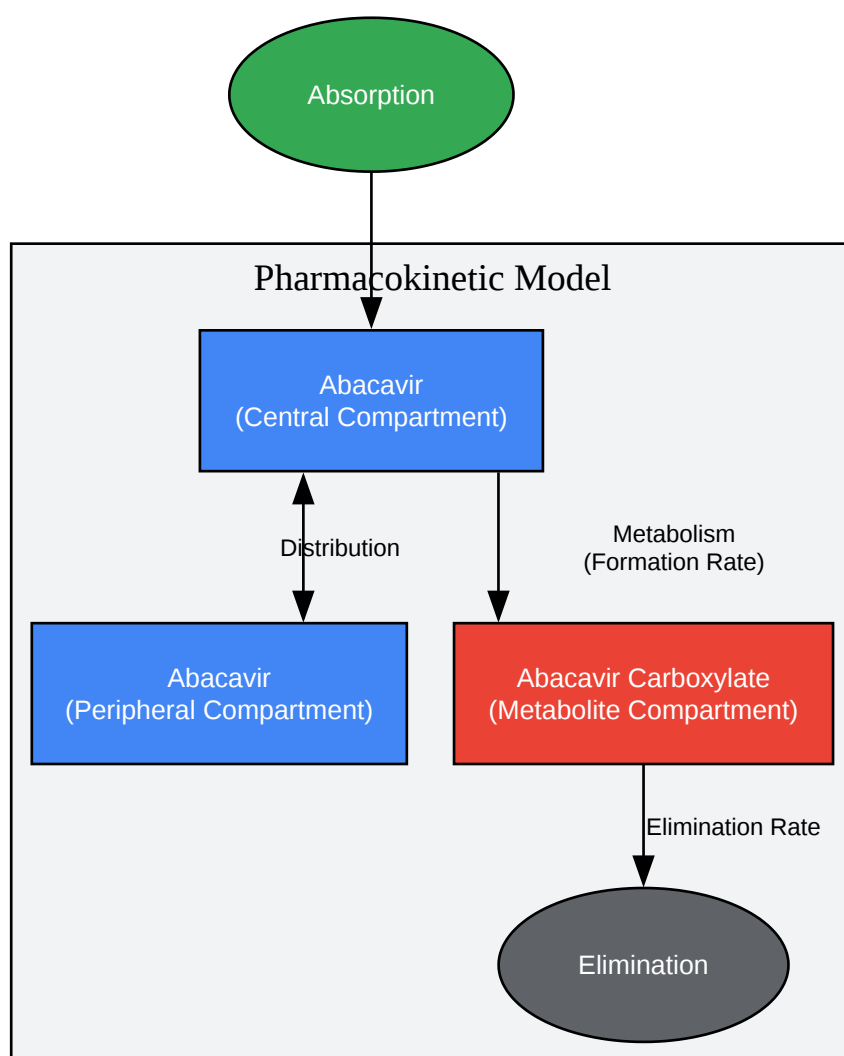 Absorption
Pharmacokinetic Model
Abacavir
(Central Compartment)
Distribution
Metabolism
(Formation Rate)
Abacavir
(Peripheral Compartment)
Abacavir Carboxylate
(Metabolite Compartment)
Elimination Rate
Elimination